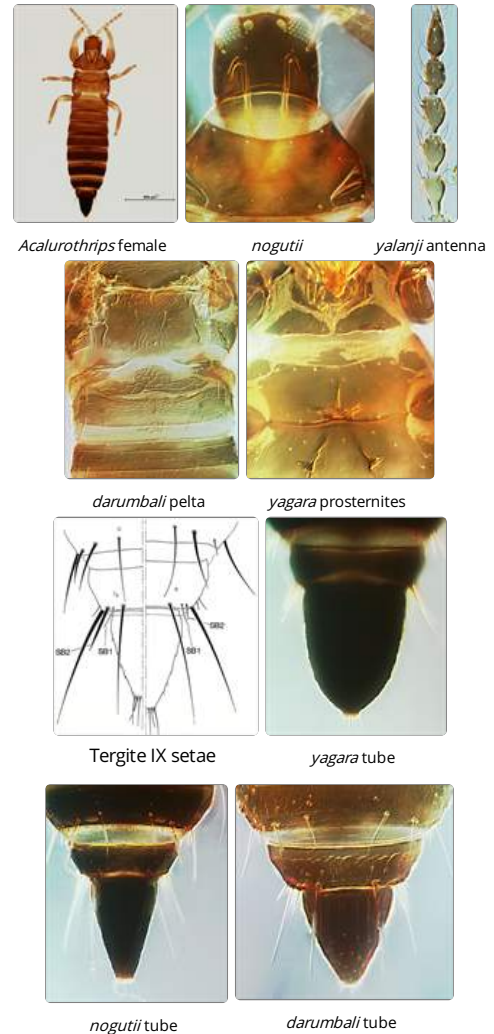 Acalurothrips female
nogutii
yalanji antenna
darumbali pelta
yagara prosternites
SB2
SB1
SB1
SB2
Tergite IX setae
yagara tube
nogutii tube
darumbali tube